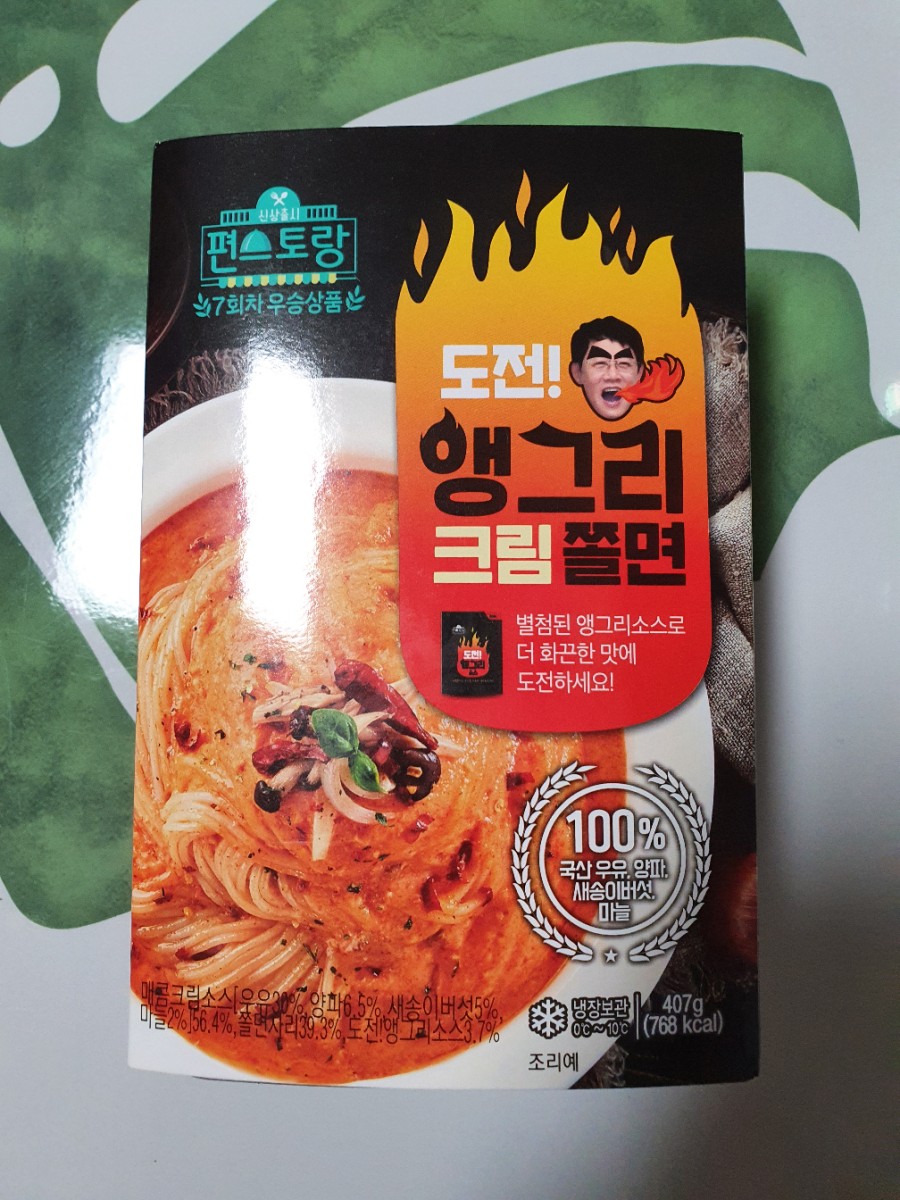 신상출시
편스토랑
7회차 우승상품
도전!
앵그리
크림 쫄면
별첨된 앵그리소스로
더 화끈한 맛에
도전하세요!
도전!
앵그리
100%
국산 우유, 양파,
새송이버섯,
마늘
매콤크림소스[우유30%, 양파6.5%, 새송이버섯5%,
마늘2%]56.4%, 쫄면사리39.3%, 도전!앵그리소스3.7%
냉장보관
0℃~10℃
407g
(768 kcal)
조리예